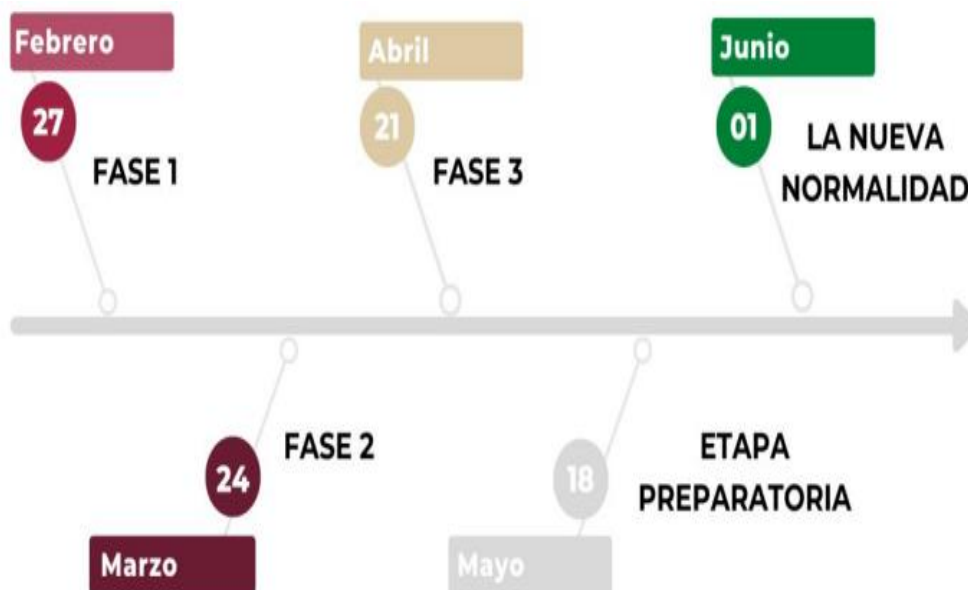 Febrero
27
FASE 1
Abril
21
FASE 3
Junio
01
LA NUEVA
NORMALIDAD
24
FASE 2
Marzo
18
ETAPA
PREPARATORIA
Mayo